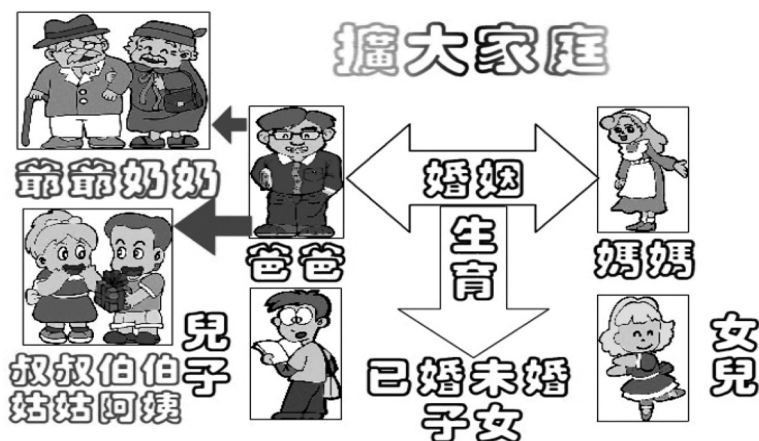 擴大家庭
爺爺奶奶
婚姻
生育
爸爸
媽媽
叔叔伯伯
姑姑阿姨
兒子
已婚未婚
子女
女兒